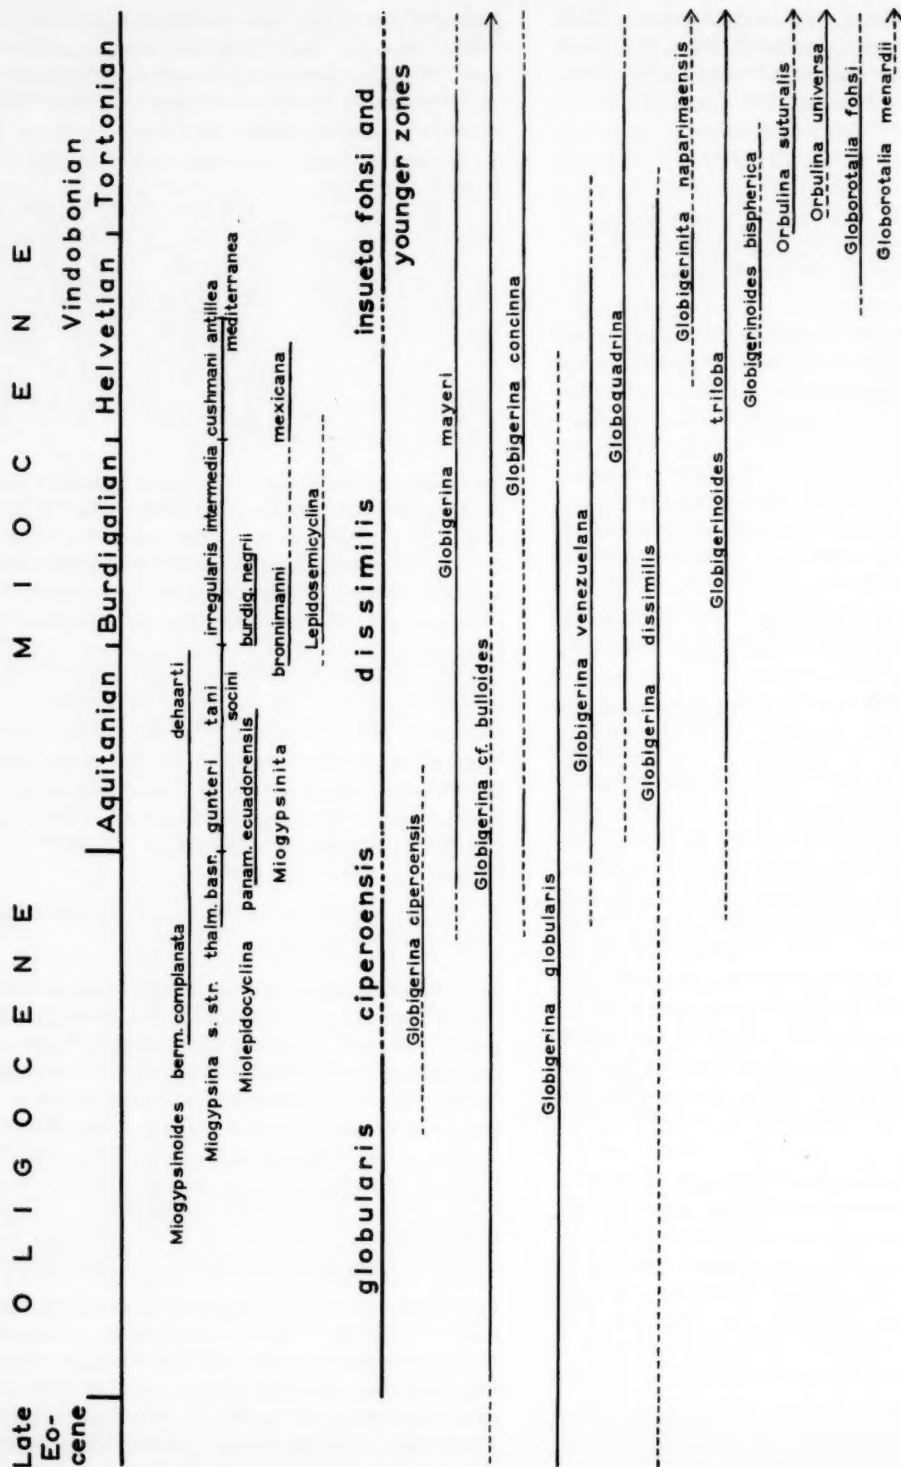 Late
Eo-
cene
OLIGOCENE
MIOCENE
Vindobonian
Aquitanian
Burdigalian
Helvetian
Tortonian
Miogypsinoides berm. complanata dehaarti
Miogypsina s. str. thalm. basr. gunteri tani irregularis intermedia cushmani antillea
socini mediterranea
Miolepidocyclina panam. ecuadorensis burdig. negrii
Miogypsinita bronnimanni mexicana
Lepidosemicyclina
globularis ciperoensis dissimilis insueta fohsi and
younger zones
Globigerina ciperoensis
Globigerina mayeri
Globigerina cf. bulloides
Globigerina concinna
Globigerina globularis
Globigerina venezuelana
Globoquadrina
Globigerina dissimilis
Globigerinita naparimaensis
Globigerinoides triloba
Globigerinoides bispherica
Orbulina suturalis
Orbulina universa
Globorotalia fohsi
Globorotalia menardii